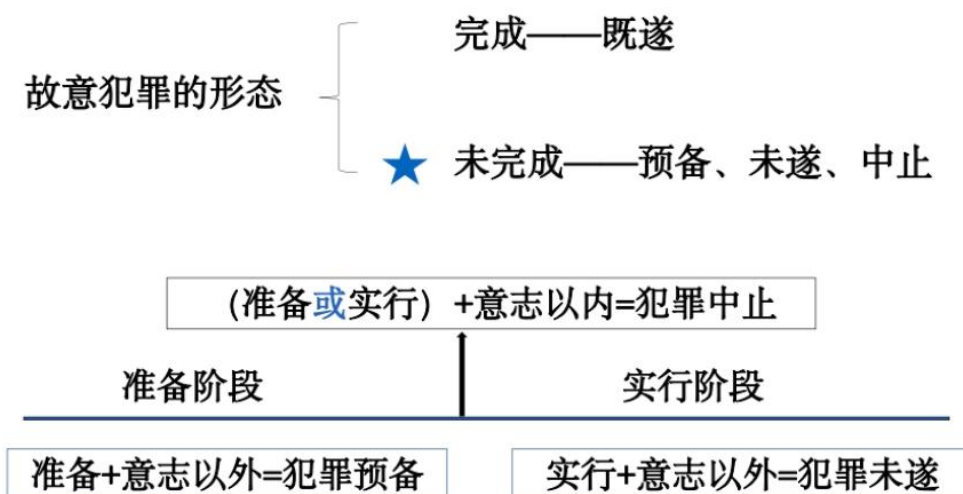 完成——既遂
故意犯罪的形态
★ 未完成——预备、未遂、中止
(准备或实行) +意志以内=犯罪中止
准备阶段
实行阶段
准备+意志以外=犯罪预备
实行+意志以外=犯罪未遂